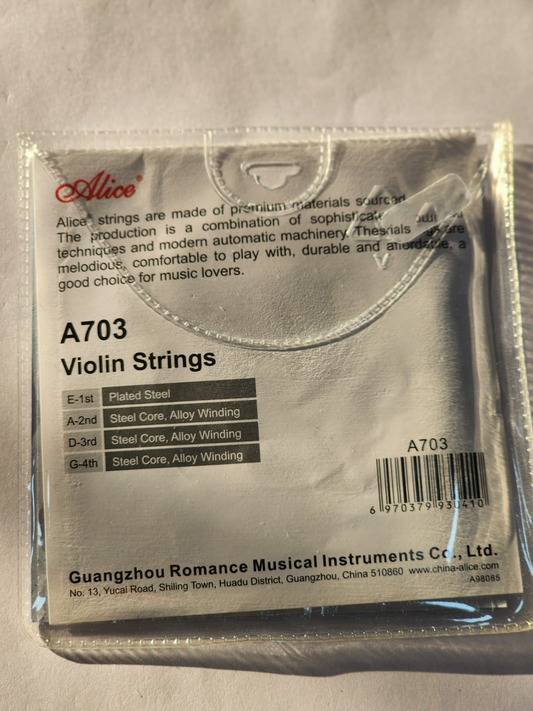 Alice®
Alice® strings are made of premium materials sourced
The production is a combination of sophisticate
techniques and modern automatic machinery. These are
melodious, comfortable to play with, durable and affordable, a
good choice for music lovers.
A703
Violin Strings
E-1st Plated Steel
A-2nd Steel Core, Alloy Winding
D-3rd Steel Core, Alloy Winding
G-4th Steel Core, Alloy Winding
A703
6 970379 930410
Guangzhou Romance Musical Instruments Co., Ltd.
No. 13, Yucai Road, Shiling Town, Huadu District, Guangzhou, China 510860 www.china-alice.com
A98085